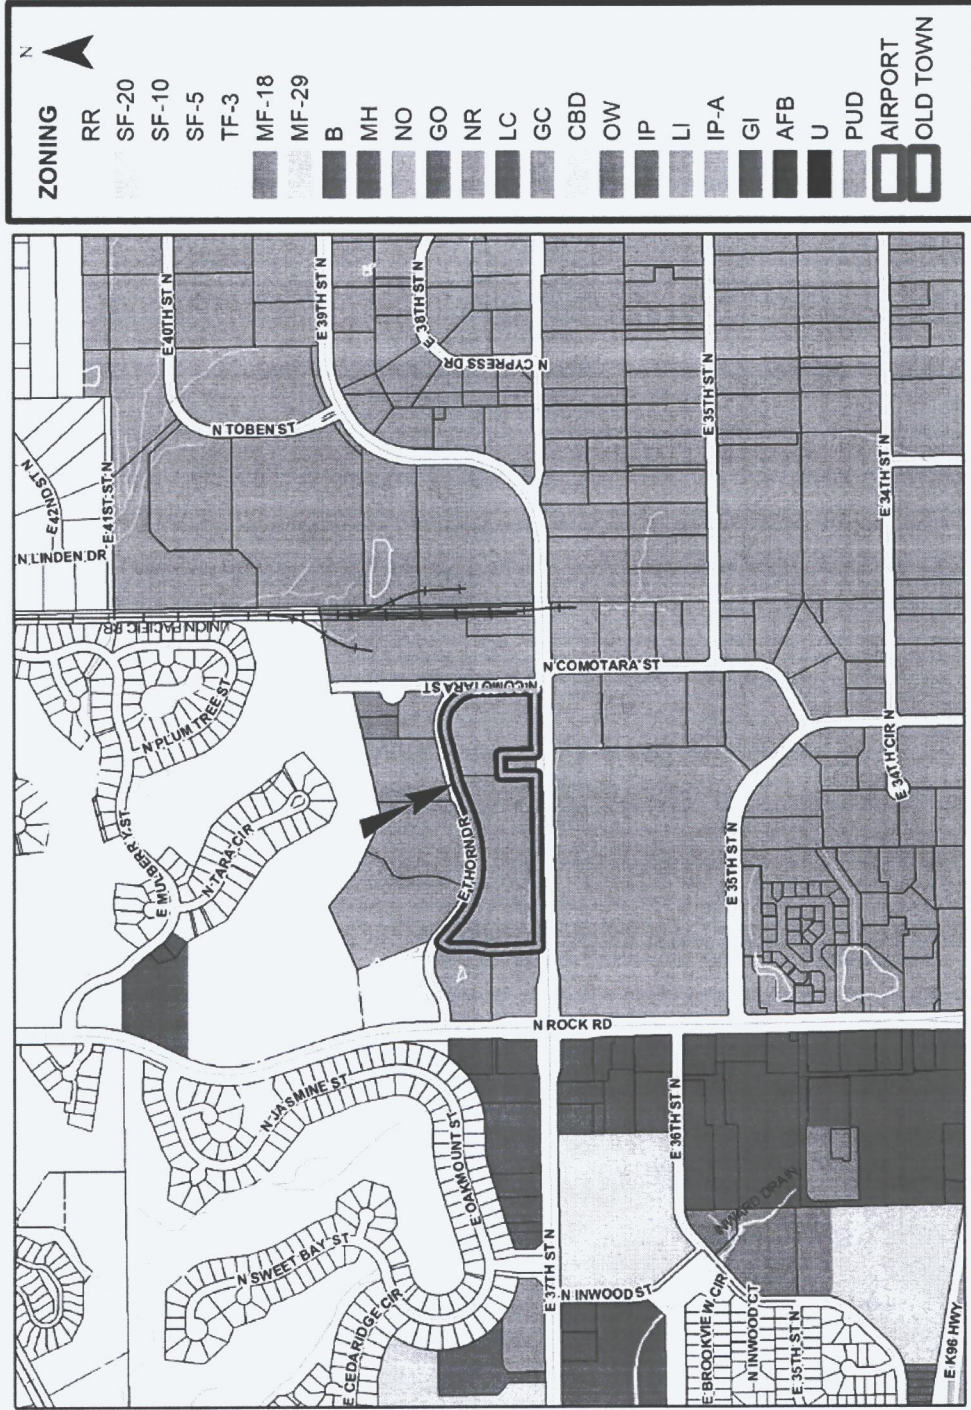 N
ZONING
RR
SF-20
SF-10
SF-5
TF-3
MF-18
MF-29
B
MH
NO
GO
NR
LC
GC
CBD
OW
IP
LI
IP-A
GI
AFB
U
PUD
AIRPORT
OLD TOWN
E 42ND ST N
E 41ST ST N
N LINDEN DR
E 40TH ST N
E 39TH ST N
E 38TH ST N
N CYPRESS DR
N TOBEN ST
UNION PACIFIC RR
N PLUM TREE ST
E MULBERRY ST
N TARA CIR
N COMOTARA ST
N COMOTARA ST
E THORN DR
E 35TH ST N
E 34TH ST N
E 34TH CIR N
E 35TH ST N
N ROCK RD
N JASMINE ST
E OAKMOUNT ST
N SWEET BAY ST
E CEDARIDGE CIR
E 37TH ST N
E 36TH ST N
N INWOOD ST
DRAIN
E BROOKVIEW CIR
N INWOOD CT
E 35TH ST N
E K96 HWY